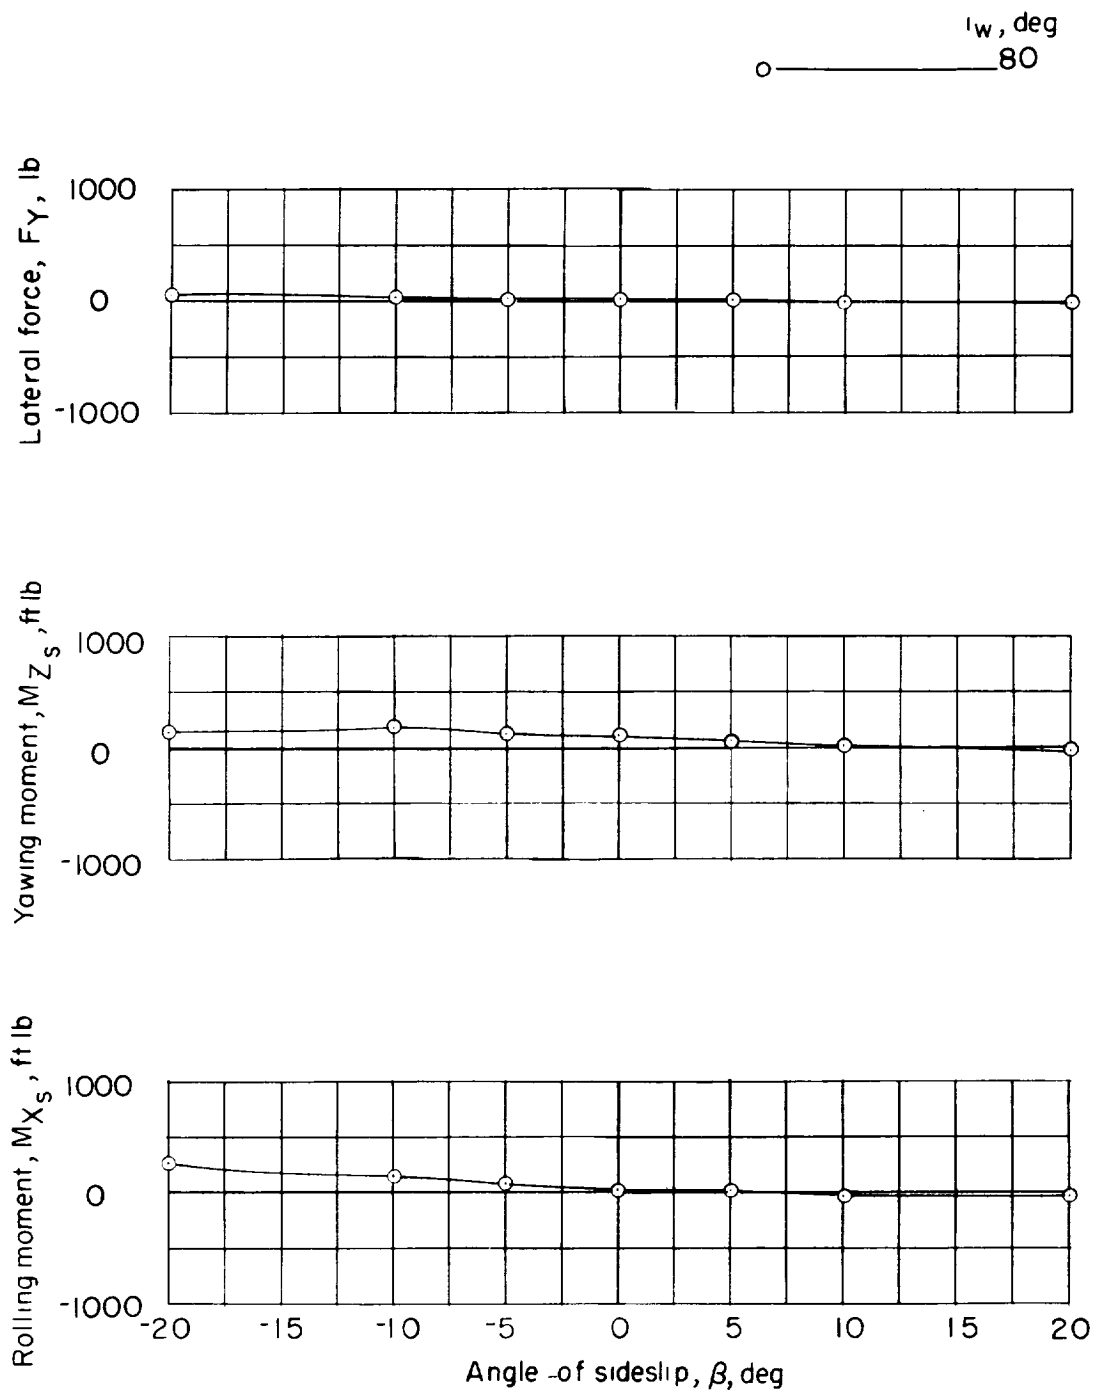 ıw, deg
80
Lateral force, FY, lb
1000
0
-1000
Yawing moment, MZs, ft lb
1000
0
-1000
Rolling moment, MXs, ft lb
1000
0
-1000
-20 -15 -10 -5 0 5 10 15 20
Angle of sideslip, β, deg